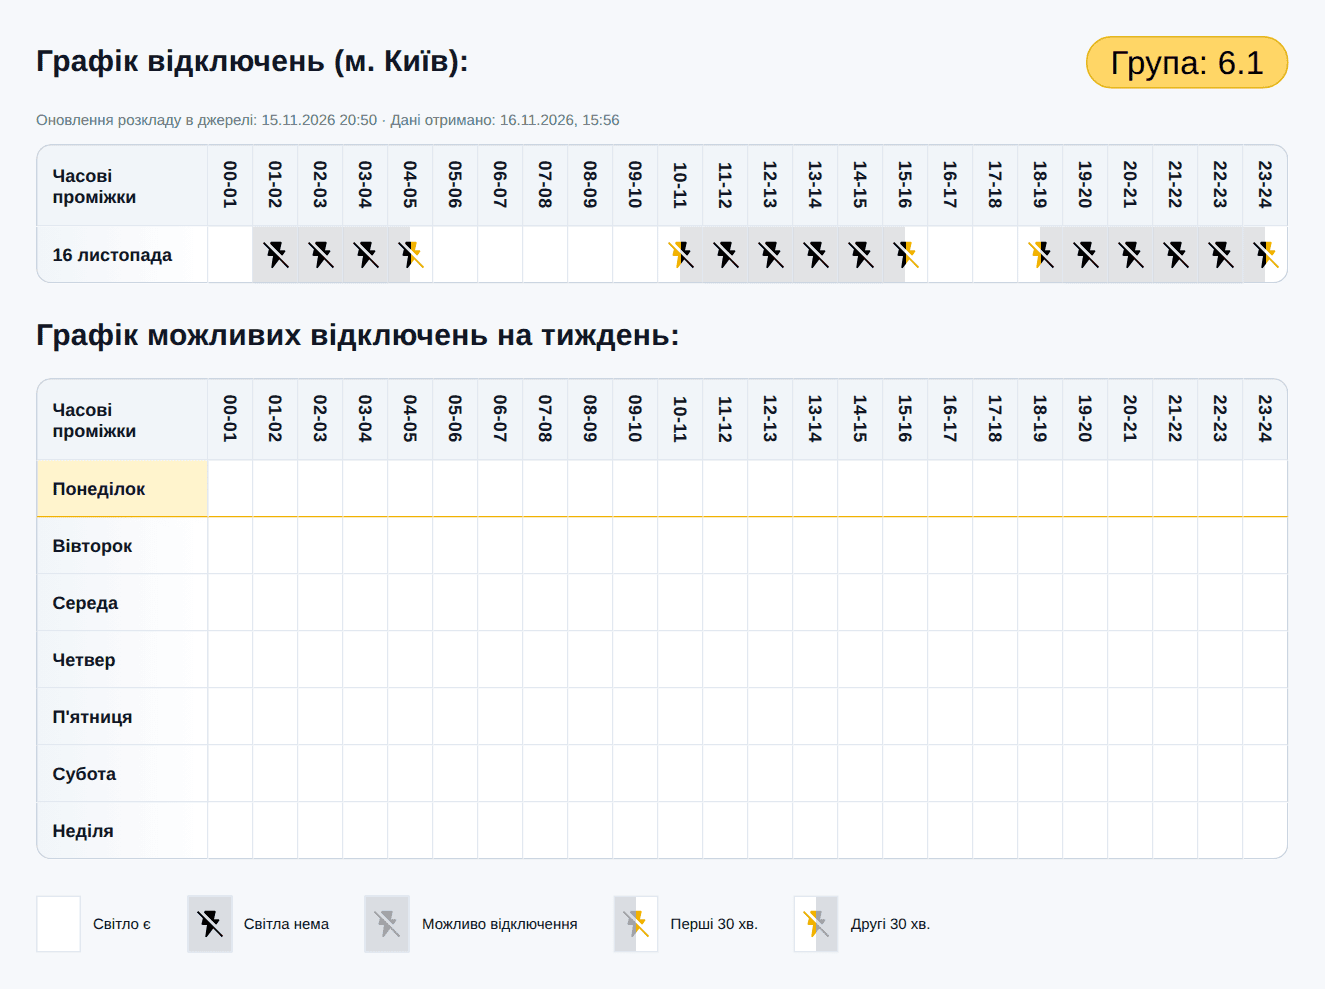 Графік відключень (м. Київ):
Група: 6.1
Оновлення розкладу в джерелі: 15.11.2026 20:50 · Дані отримано: 16.11.2026, 15:56
Часові проміжки 00-01 01-02 02-03 03-04 04-05 05-06 06-07 07-08 08-09 09-10 10-11 11-12 12-13 13-14 14-15 15-16 16-17 17-18 18-19 19-20 20-21 21-22 22-23 23-24
16 листопада
Графік можливих відключень на тиждень:
Часові проміжки 00-01 01-02 02-03 03-04 04-05 05-06 06-07 07-08 08-09 09-10 10-11 11-12 12-13 13-14 14-15 15-16 16-17 17-18 18-19 19-20 20-21 21-22 22-23 23-24
Понеділок
Вівторок
Середа
Четвер
П'ятниця
Субота
Неділя
Світло є Світла нема Можливо відключення Перші 30 хв. Другі 30 хв.